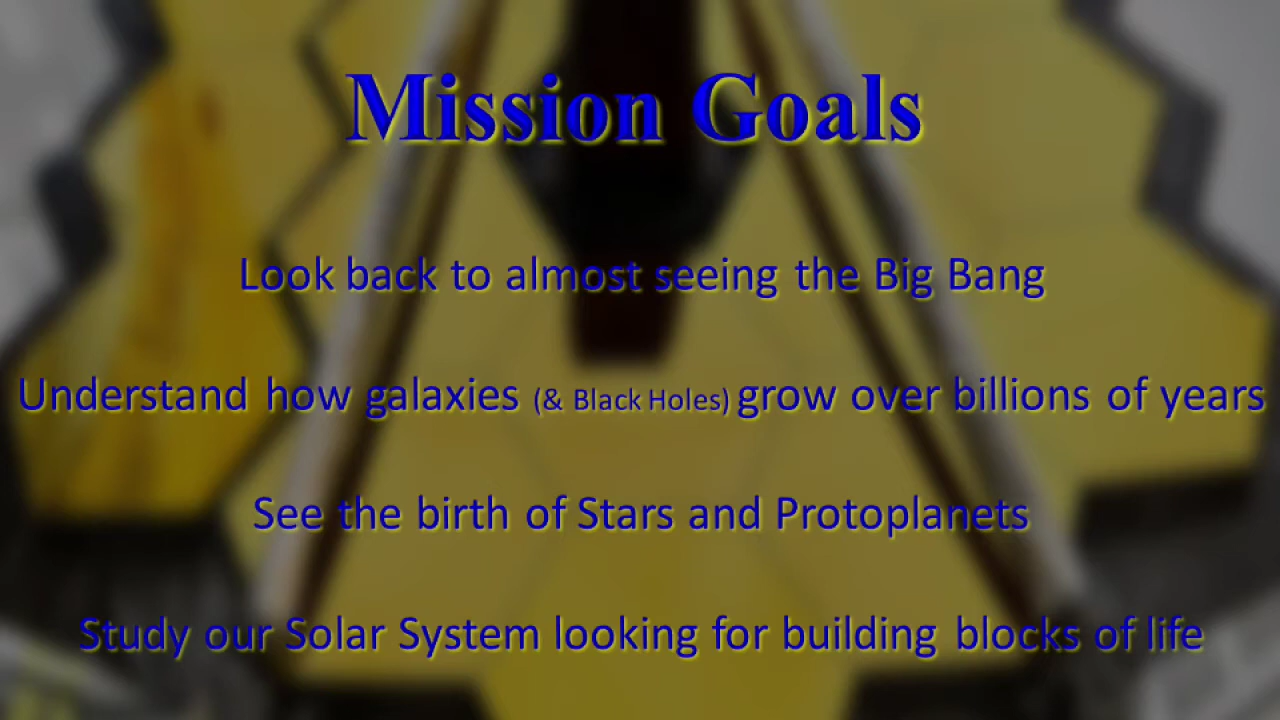 Mission Goals
Look back to almost seeing the Big Bang
Understand how galaxies (& Black Holes) grow over billions of years
See the birth of Stars and Protoplanets
Study our Solar System looking for building blocks of life